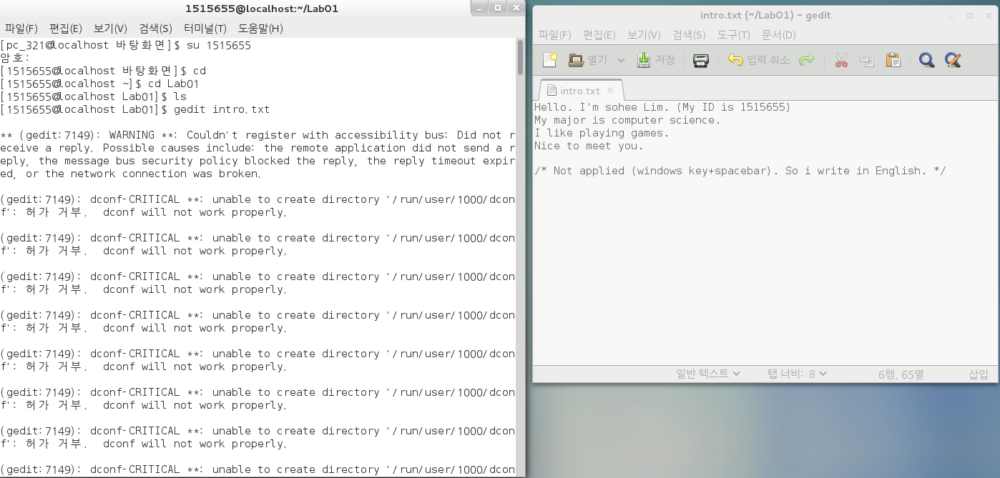 1515655@localhost:~/Lab01
파일(F) 편집(E) 보기(V) 검색(S) 터미널(T) 도움말(H)
[pc_321@localhost 바탕화면]$ su 1515655
암호:
[1515655@localhost 바탕화면]$ cd
[1515655@localhost ~]$ cd Lab01
[1515655@localhost Lab01]$ ls
[1515655@localhost Lab01]$ gedit intro.txt
** (gedit:7149): WARNING **: Couldn't register with accessibility bus: Did not r
eceive a reply. Possible causes include: the remote application did not send a r
eply, the message bus security policy blocked the reply, the reply timeout expir
ed, or the network connection was broken.
(gedit:7149): dconf-CRITICAL **: unable to create directory '/run/user/1000/dcon
f': 허가 거부.  dconf will not work properly.
(gedit:7149): dconf-CRITICAL **: unable to create directory '/run/user/1000/dcon
f': 허가 거부.  dconf will not work properly.
(gedit:7149): dconf-CRITICAL **: unable to create directory '/run/user/1000/dcon
f': 허가 거부.  dconf will not work properly.
(gedit:7149): dconf-CRITICAL **: unable to create directory '/run/user/1000/dcon
f': 허가 거부.  dconf will not work properly.
(gedit:7149): dconf-CRITICAL **: unable to create directory '/run/user/1000/dcon
f': 허가 거부.  dconf will not work properly.
(gedit:7149): dconf-CRITICAL **: unable to create directory '/run/user/1000/dcon
f': 허가 거부.  dconf will not work properly.
(gedit:7149): dconf-CRITICAL **: unable to create directory '/run/user/1000/dcon
f': 허가 거부.  dconf will not work properly.
(gedit:7149): dconf-CRITICAL **: unable to create directory '/run/user/1000/dcon
intro.txt (~/Lab01) - gedit
파일(F) 편집(E) 보기(V) 검색(S) 도구(T) 문서(D)
열기 저장 입력 취소
intro.txt
Hello. I'm sohee Lim. (My ID is 1515655)
My major is computer science.
I like playing games.
Nice to meet you.
/* Not applied (windows key+spacebar). So i write in English. */
일반 텍스트 탭 너비: 8 6행, 65열 삽입